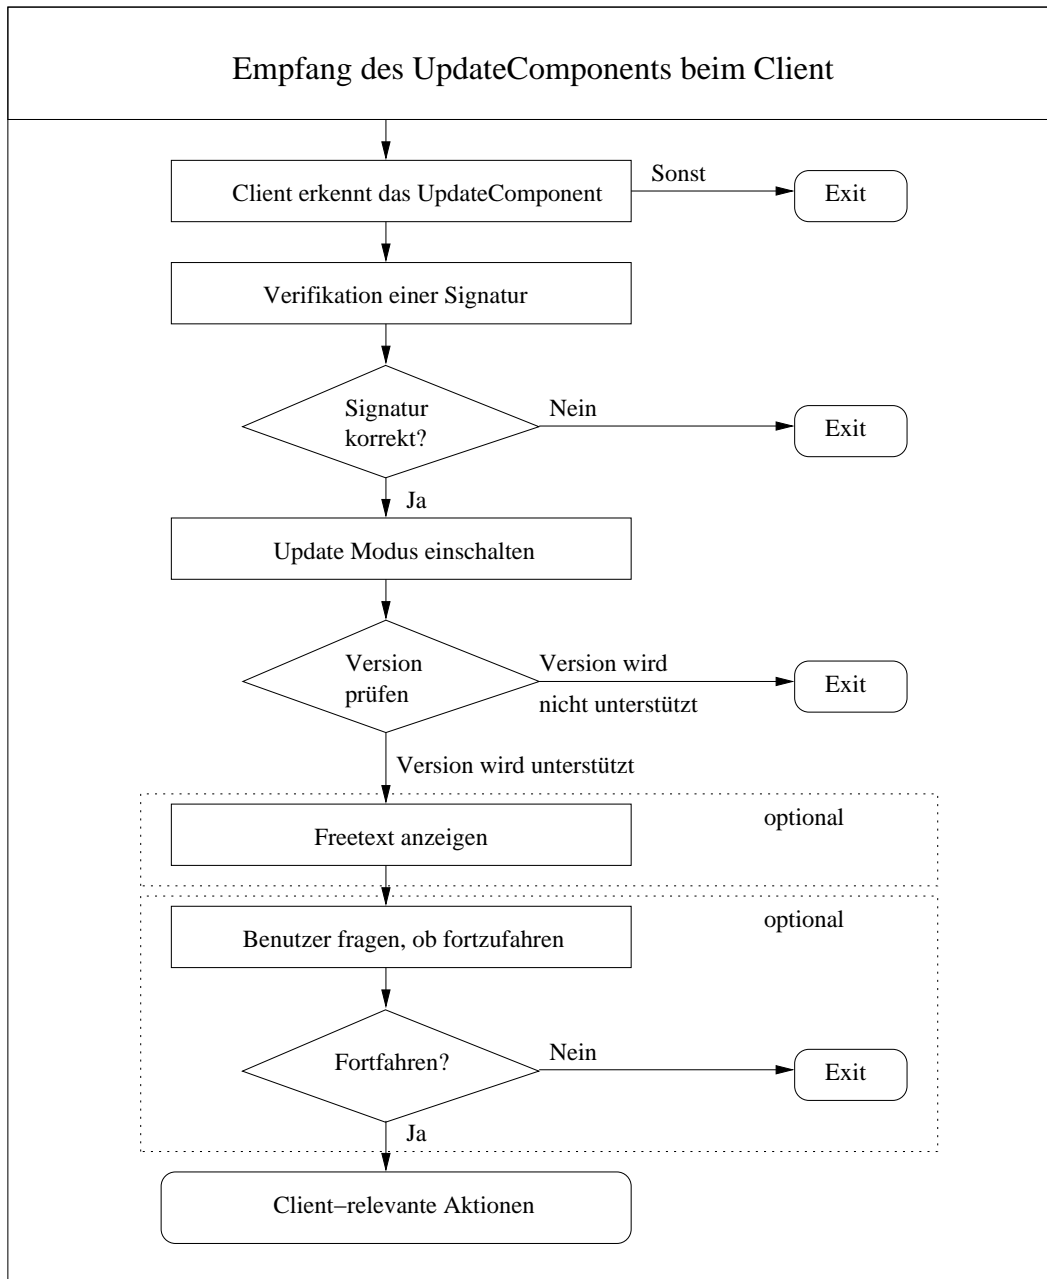 Empfang des UpdateComponents beim Client
Client erkennt das UpdateComponent
Sonst
Exit
Verifikation einer Signatur
Signatur
korrekt?
Nein
Exit
Ja
Update Modus einschalten
Version
prüfen
Version wird
nicht unterstützt
Exit
Version wird unterstützt
optional
Freetext anzeigen
optional
Benutzer fragen, ob fortzufahren
Fortfahren?
Nein
Exit
Ja
Client–relevante Aktionen